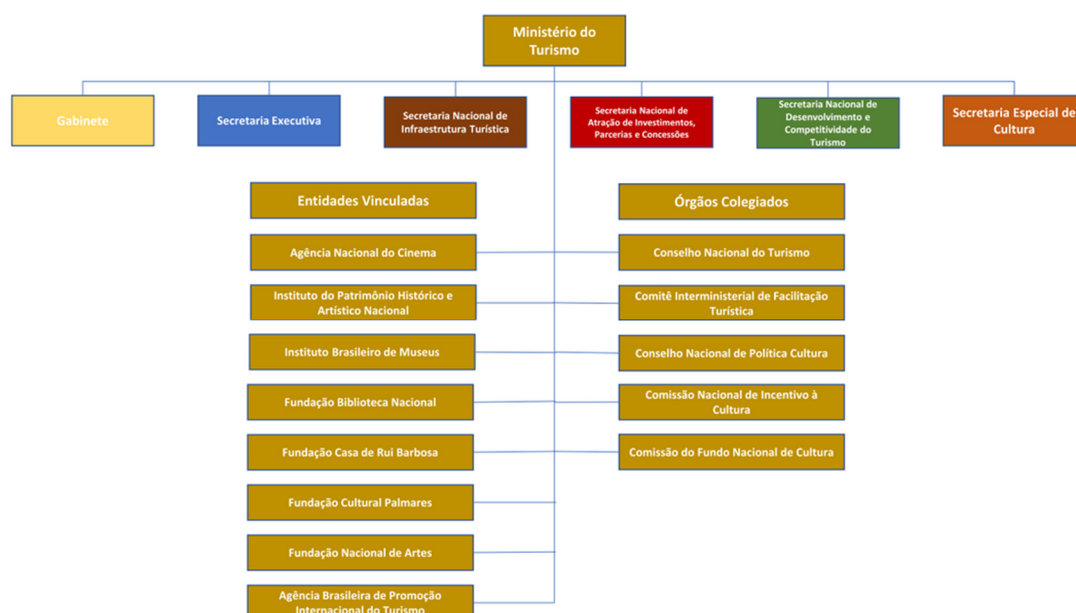 Ministério do
Turismo
Gabinete
Secretaria Executiva
Secretaria Nacional de
Infraestrutura Turística
Secretaria Nacional de
Atração de Investimentos,
Parcerias e Concessões
Secretaria Nacional de
Desenvolvimento e
Competitividade do
Turismo
Secretaria Especial de
Cultura
Entidades Vinculadas
Órgãos Colegiados
Agência Nacional do Cinema
Conselho Nacional do Turismo
Instituto do Patrimônio Histórico e
Artístico Nacional
Comitê Interministerial de Facilitação
Turística
Instituto Brasileiro de Museus
Conselho Nacional de Política Cultura
Fundação Biblioteca Nacional
Comissão Nacional de Incentivo à
Cultura
Fundação Casa de Rui Barbosa
Comissão do Fundo Nacional de Cultura
Fundação Cultural Palmares
Fundação Nacional de Artes
Agência Brasileira de Promoção
Internacional do Turismo